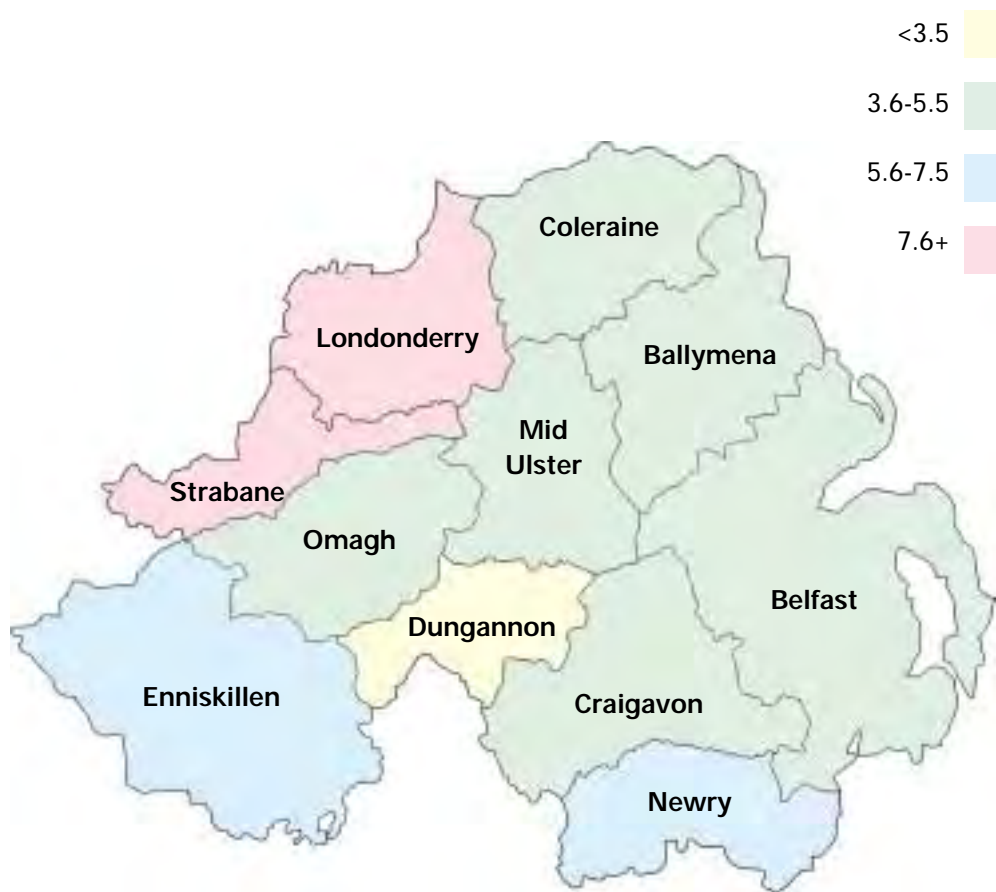 <3.5
3.6-5.5
5.6-7.5
7.6+
Coleraine
Londonderry
Ballymena
Mid
Ulster
Strabane
Omagh
Belfast
Dungannon
Enniskillen
Craigavon
Newry